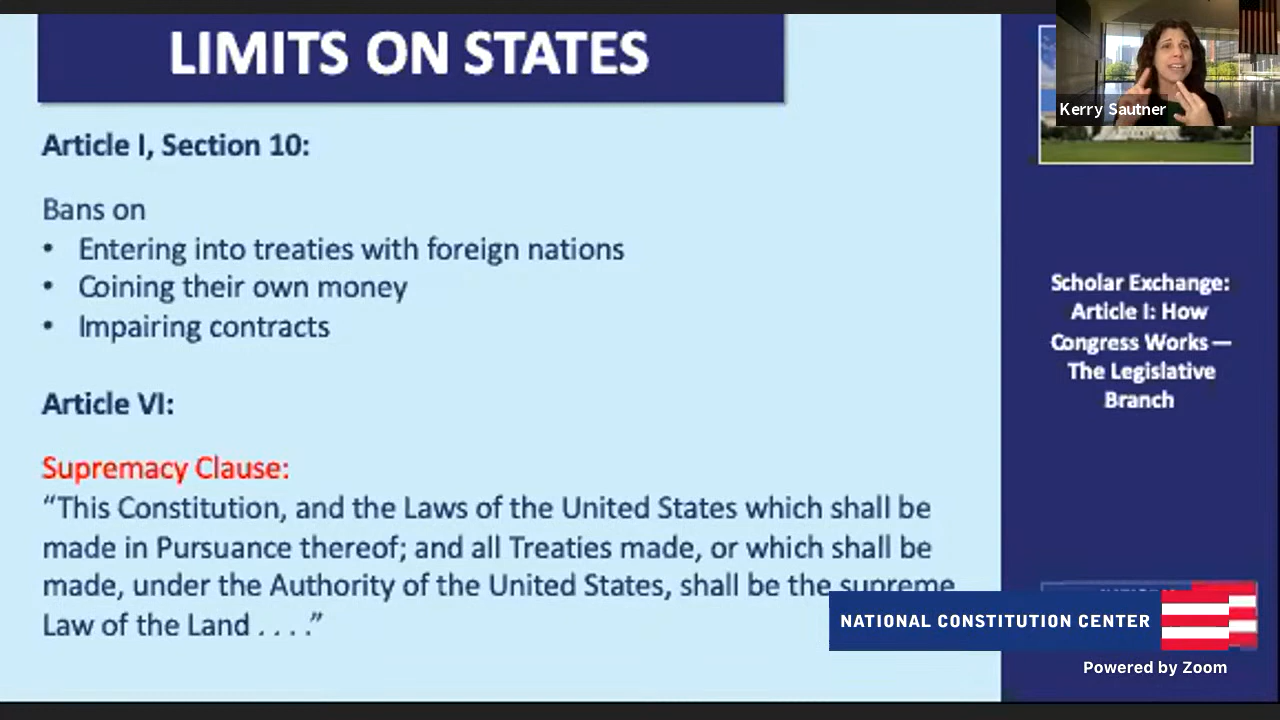 LIMITS ON STATES
Article I, Section 10:
Bans on
• Entering into treaties with foreign nations
• Coining their own money
• Impairing contracts
Article VI:
Supremacy Clause:
“This Constitution, and the Laws of the United States which shall be
made in Pursuance thereof; and all Treaties made, or which shall be
made, under the Authority of the United States, shall be the supreme
Law of the Land . . . .”
Kerry Sautner
Scholar Exchange:
Article I: How
Congress Works —
The Legislative
Branch
NATIONAL CONSTITUTION CENTER
Powered by Zoom